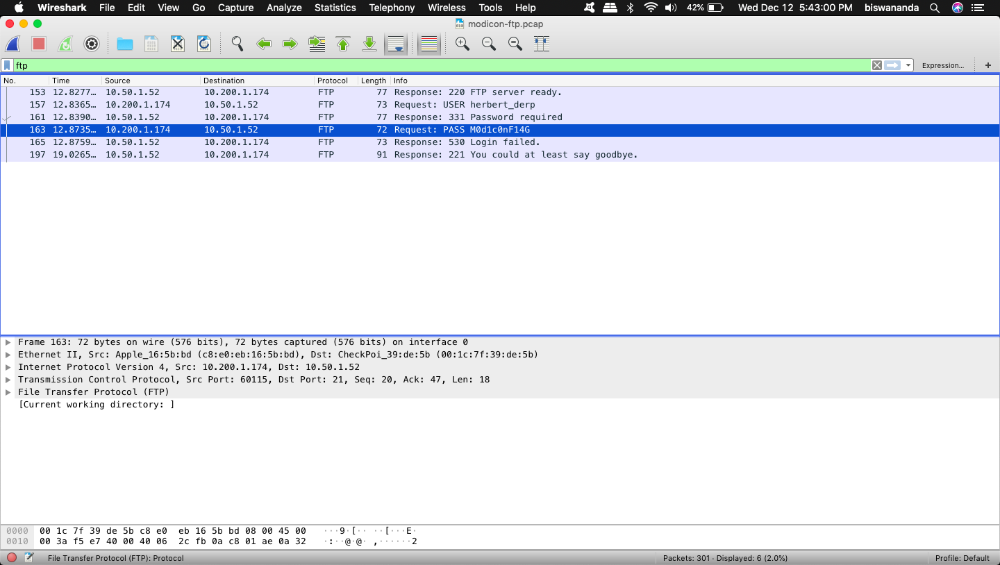 Wireshark File Edit View Go Capture Analyze Statistics Telephony Wireless Tools Help 42% Wed Dec 12 5:43:00 PM biswananda
modicon-ftp.pcap
ftp Expression... +
No. Time Source Destination Protocol Length Info
153 12.8277… 10.50.1.52 10.200.1.174 FTP 77 Response: 220 FTP server ready.
157 12.8365… 10.200.1.174 10.50.1.52 FTP 73 Request: USER herbert_derp
161 12.8390… 10.50.1.52 10.200.1.174 FTP 77 Response: 331 Password required
163 12.8735… 10.200.1.174 10.50.1.52 FTP 72 Request: PASS M0d1c0nF14G
165 12.8759… 10.50.1.52 10.200.1.174 FTP 73 Response: 530 Login failed.
197 19.0265… 10.50.1.52 10.200.1.174 FTP 91 Response: 221 You could at least say goodbye.
Frame 163: 72 bytes on wire (576 bits), 72 bytes captured (576 bits) on interface 0
Ethernet II, Src: Apple_16:5b:bd (c8:e0:eb:16:5b:bd), Dst: CheckPoi_39:de:5b (00:1c:7f:39:de:5b)
Internet Protocol Version 4, Src: 10.200.1.174, Dst: 10.50.1.52
Transmission Control Protocol, Src Port: 60115, Dst Port: 21, Seq: 20, Ack: 47, Len: 18
File Transfer Protocol (FTP)
[Current working directory: ]
0000 00 1c 7f 39 de 5b c8 e0 eb 16 5b bd 08 00 45 00 ···9·[·· ··[···E·
0010 00 3a f5 e7 40 00 40 06 2c fb 0a c8 01 ae 0a 32 ·:··@·@· ,······2
File Transfer Protocol (FTP): Protocol Packets: 301 · Displayed: 6 (2.0%) Profile: Default